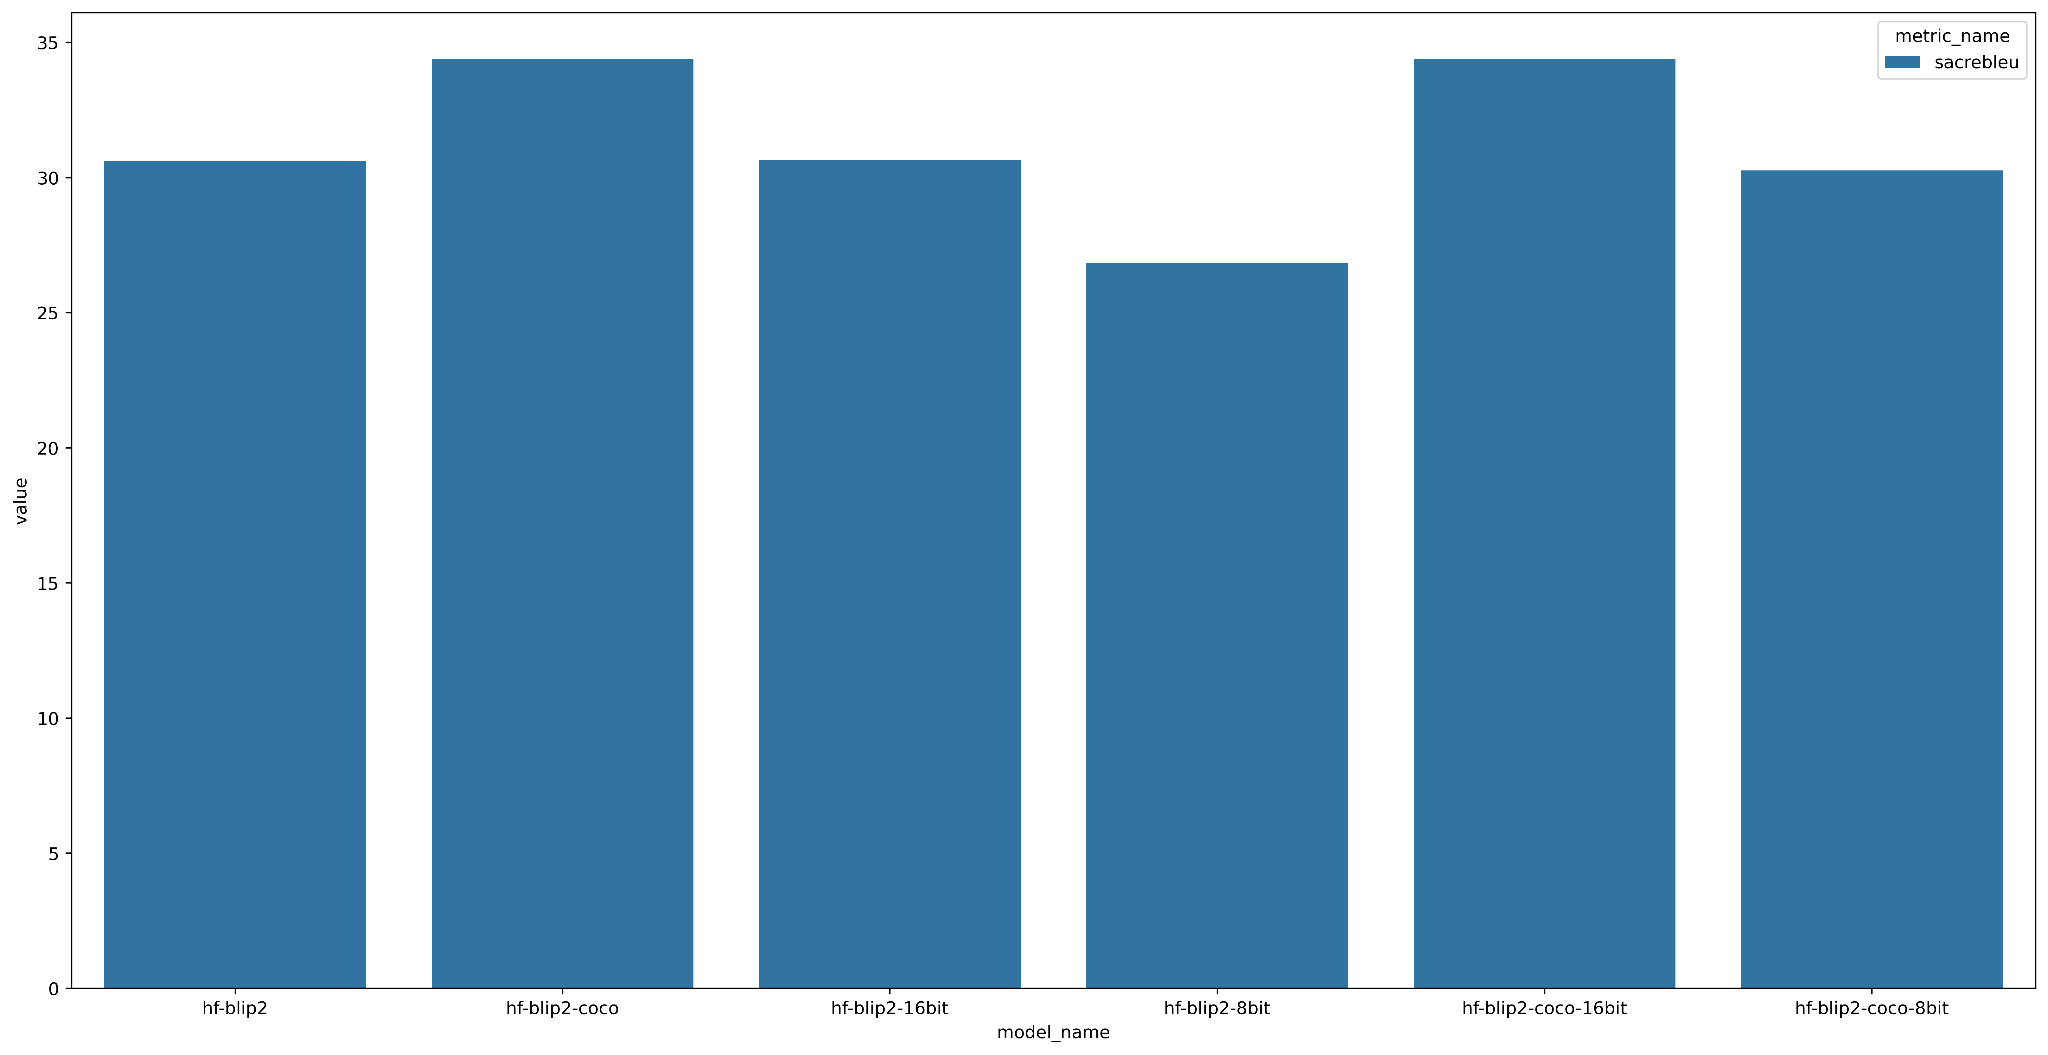 metric_name
sacrebleu
35
30
25
20
15
10
5
0
value
hf-blip2
hf-blip2-coco
hf-blip2-16bit
hf-blip2-8bit
hf-blip2-coco-16bit
hf-blip2-coco-8bit
model_name